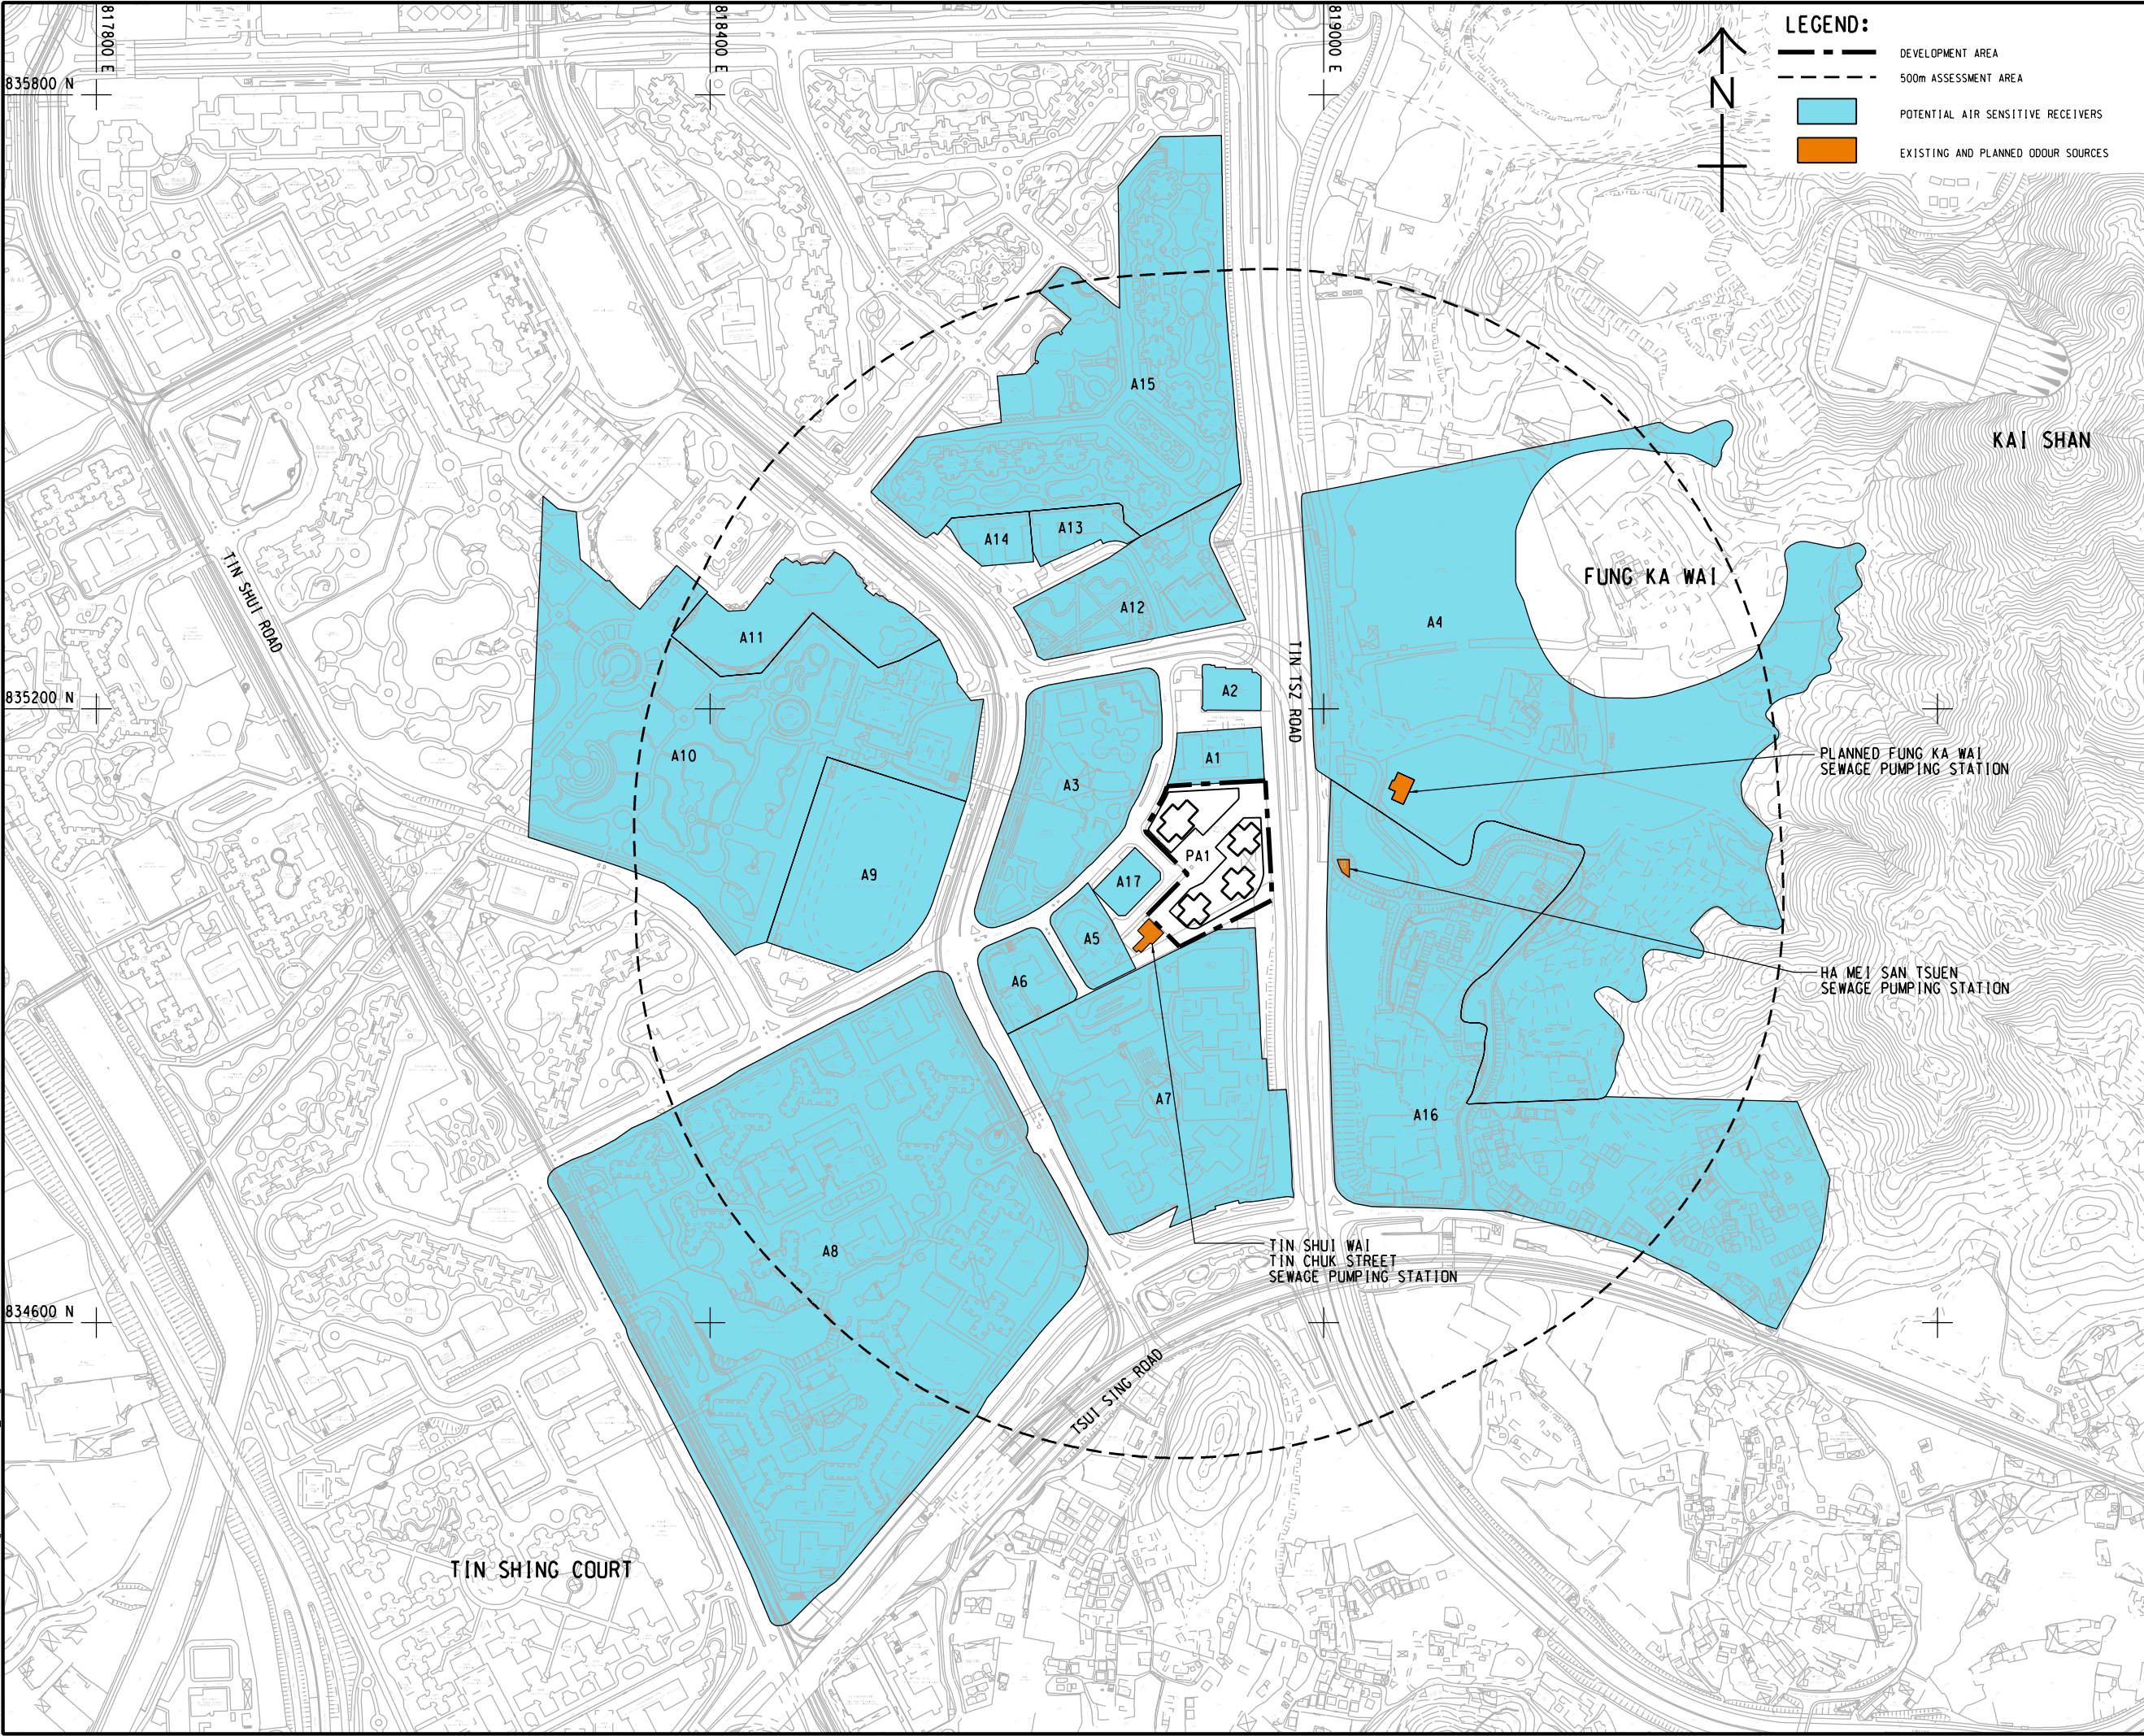 LEGEND:
DEVELOPMENT AREA
500m ASSESSMENT AREA
POTENTIAL AIR SENSITIVE RECEIVERS
EXISTING AND PLANNED ODOUR SOURCES
N
817800 E
818400 E
819000 E
835800 N
835200 N
834600 N
KAI SHAN
FUNG KA WAI
TIN SHUI ROAD
TIN TSZ ROAD
A15
A14
A13
A12
A11
A4
A2
A1
A10
A3
A9
PA1
A17
A5
A6
A7
A16
A8
PLANNED FUNG KA WAI
SEWAGE PUMPING STATION
HA MEI SAN TSUEN
SEWAGE PUMPING STATION
TIN SHUI WAI
TIN CHUK STREET
SEWAGE PUMPING STATION
TSUI SING ROAD
TIN SHING COURT